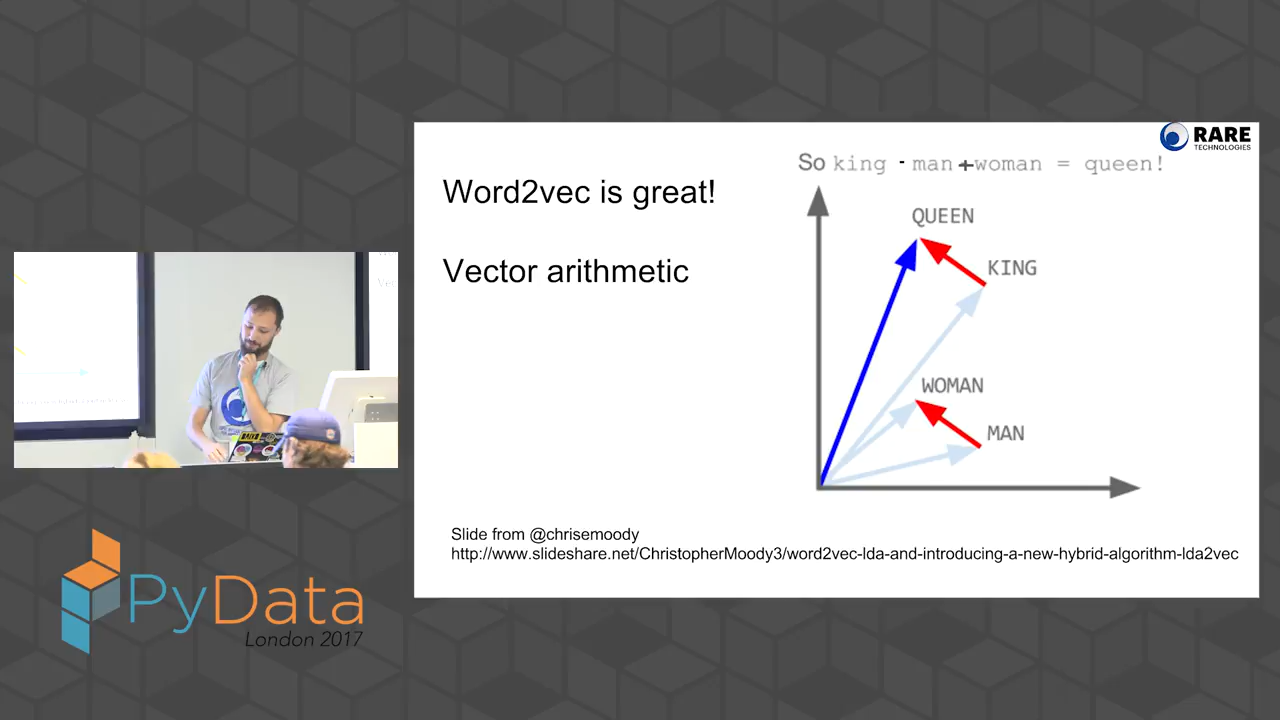 RARE
TECHNOLOGIES
So king - man + woman = queen!
Word2vec is great!
Vector arithmetic
QUEEN
KING
WOMAN
MAN
Slide from @chrisemoody
http://www.slideshare.net/ChristopherMoody3/word2vec-lda-and-introducing-a-new-hybrid-algorithm-lda2vec
PyData
London 2017